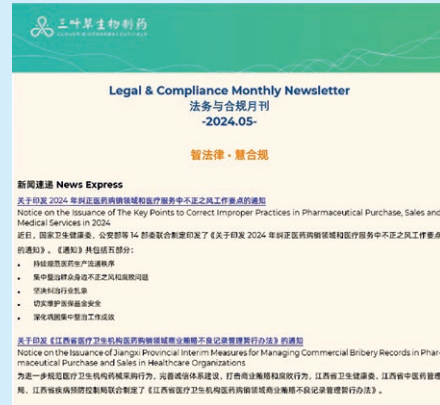 三叶草生物制药
CLOVER BIOPHARMACEUTICALS
Legal & Compliance Monthly Newsletter
法务与合规月刊
-2024.05-
智法律 · 慧合规
新闻速递 News Express
关于印发 2024 年纠正医药购销领域和医疗服务中不正之风工作要点的通知
Notice on the Issuance of The Key Points to Correct Improper Practices in Pharmaceutical Purchase, Sales and
Medical Services in 2024
近日，国家卫生健康委、公安部等 14 部委联合制定印发了《关于印发 2024 年纠正医药购销领域和医疗服务中不正之风工作要点
的通知》。《通知》共包括五部分：
• 持续规范医药生产流通秩序
• 集中整治群众身边不正之风和腐败问题
• 坚决纠治行业乱象
• 切实维护医保基金安全
• 深化巩固集中整治工作成效
关于印发《江西省医疗卫生机构医药购销领域商业贿赂不良记录管理暂行办法》的通知
Notice on the Issuance of Jiangxi Provincial Interim Measures for Managing Commercial Bribery Records in Phar-
maceutical Purchase and Sales in Healthcare Organizations
为进一步规范医疗卫生机构药械采购行为，完善诚信体系建设，打击商业贿赂和腐败行为，江西省卫生健康委、江西省中医药管理
局、江西省疾病预防控制局联合制定了《江西省医疗卫生机构医药购销领域商业贿赂不良记录管理暂行办法》。